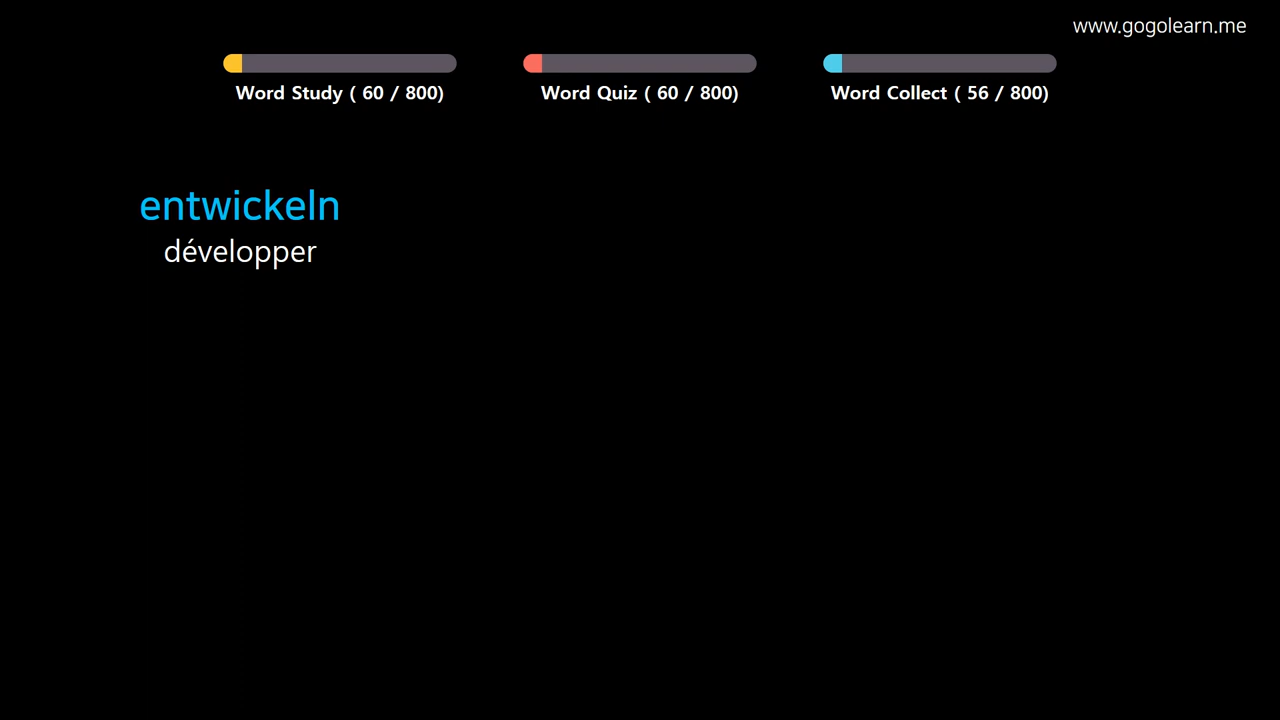 www.gogolearn.me
Word Study ( 60 / 800)
Word Quiz ( 60 / 800)
Word Collect ( 56 / 800)
entwickeln
développer